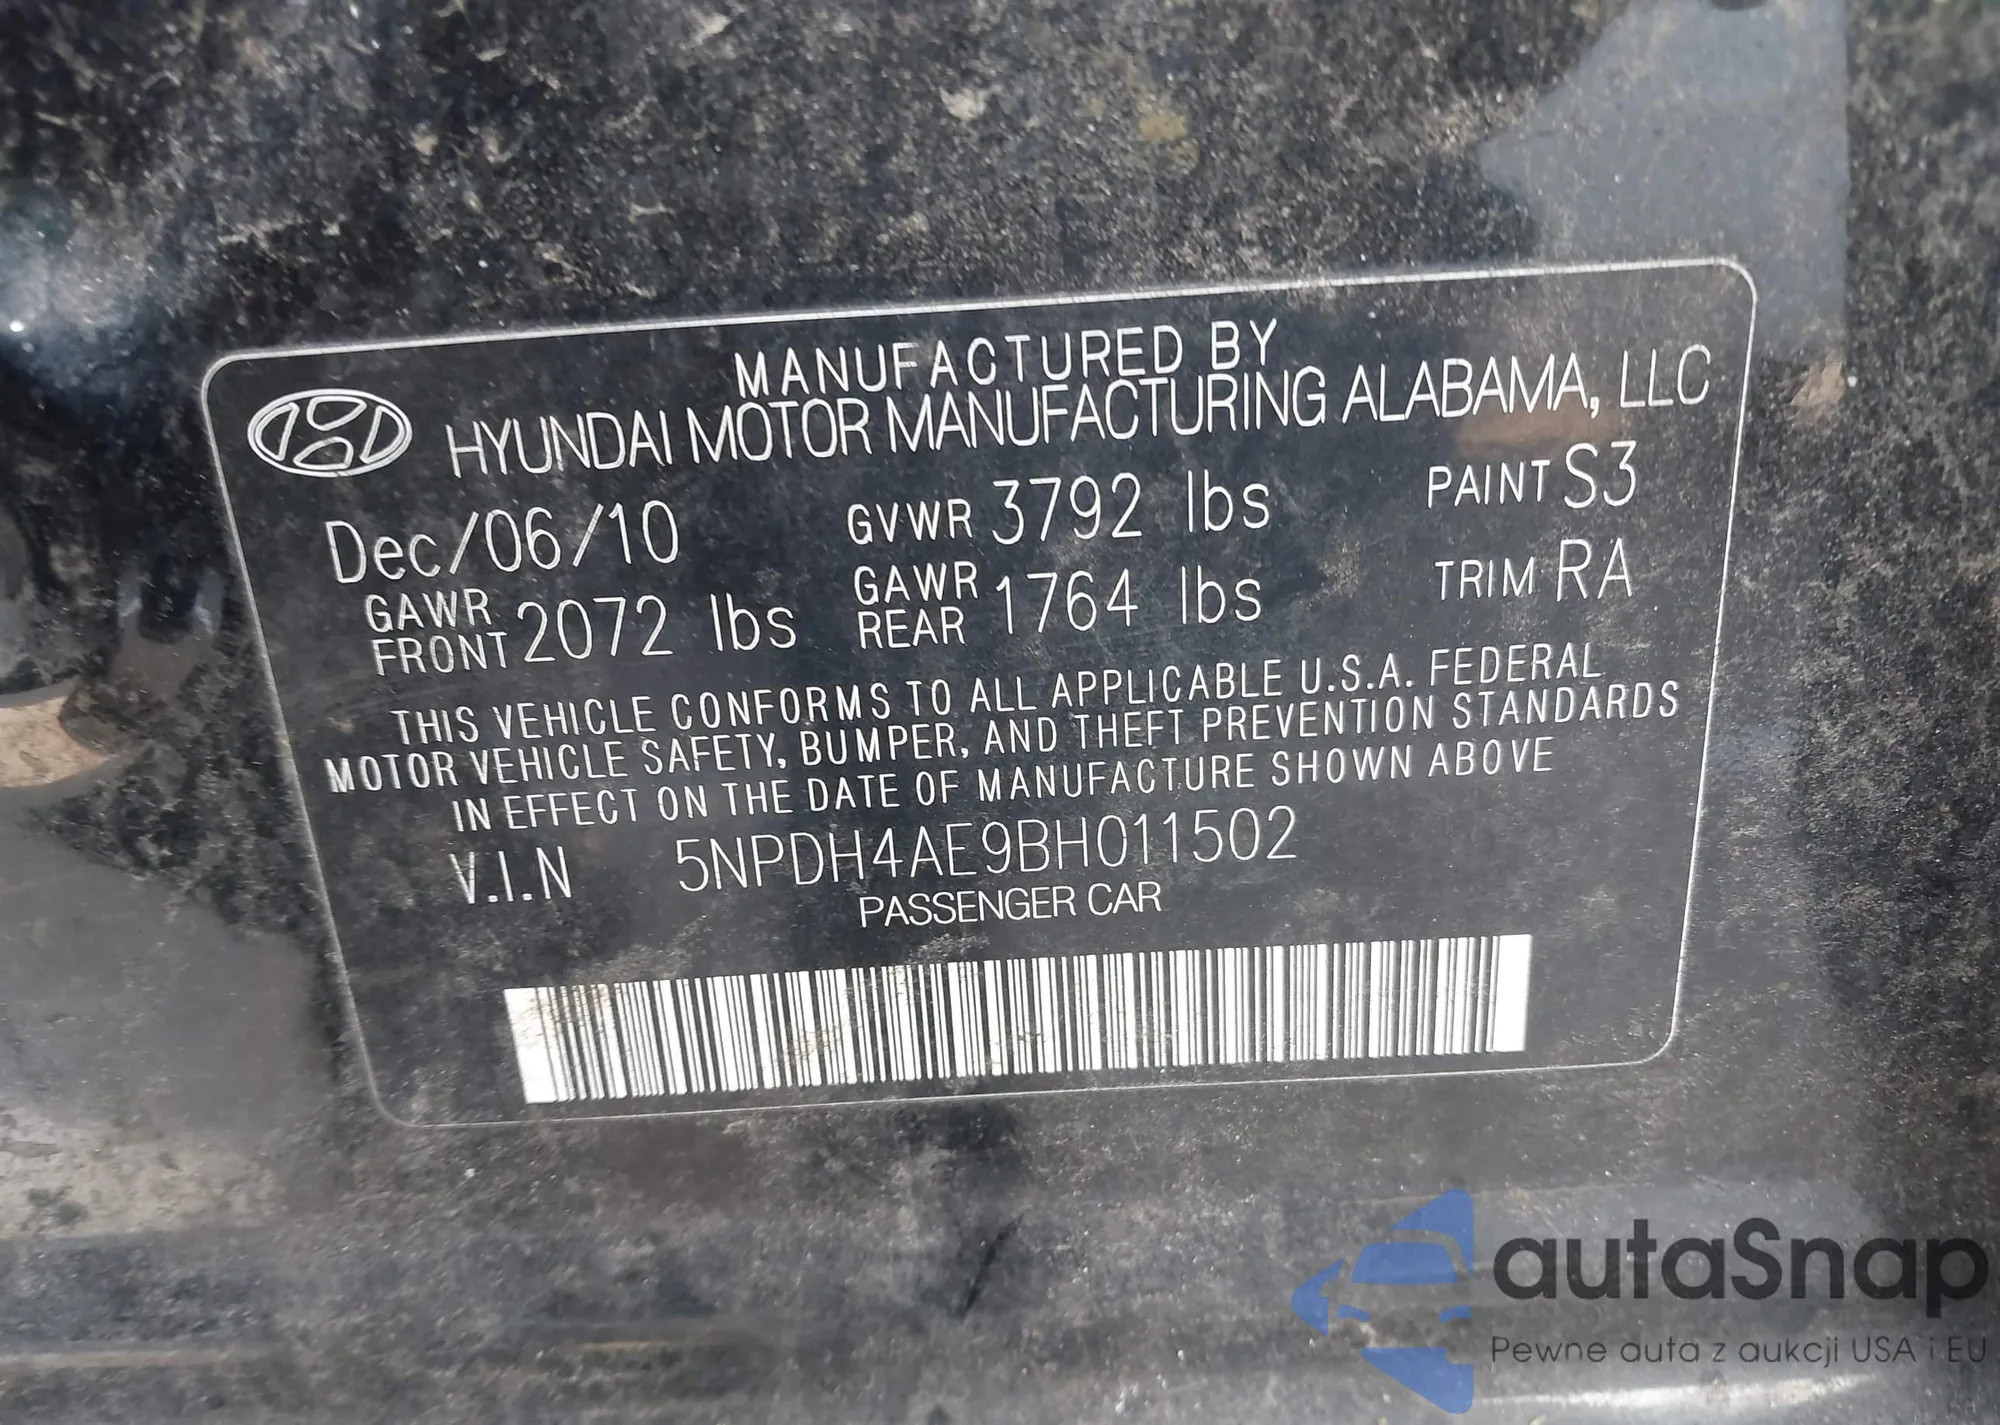 MANUFACTURED BY
HYUNDAI MOTOR MANUFACTURING ALABAMA, LLC
Dec/06/10 GVWR 3792 lbs PAINT S3
GAWR FRONT 2072 lbs GAWR REAR 1764 lbs TRIM RA
THIS VEHICLE CONFORMS TO ALL APPLICABLE U.S.A. FEDERAL
MOTOR VEHICLE SAFETY, BUMPER, AND THEFT PREVENTION STANDARDS
IN EFFECT ON THE DATE OF MANUFACTURE SHOWN ABOVE
V.I.N 5NPDH4AE9BH011502
PASSENGER CAR
autaSnap
Pewne auta z aukcji USA i EU